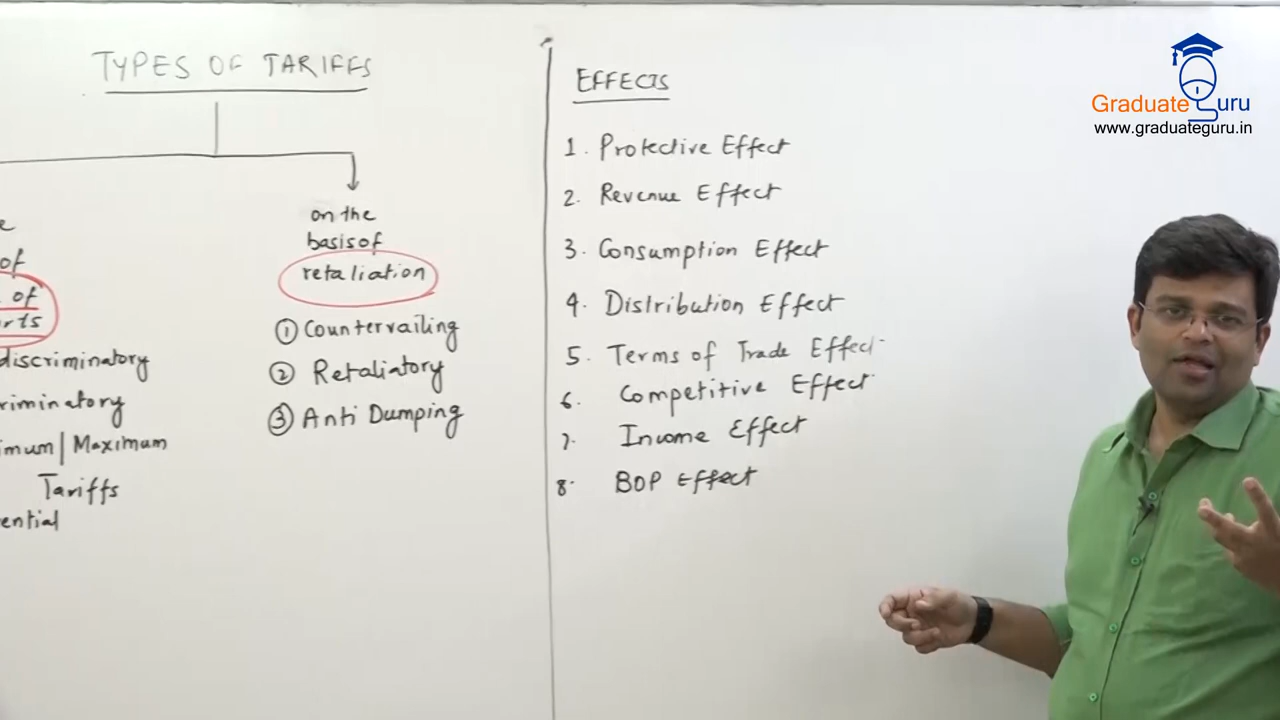 TYPES OF TARIFFS
of
of
discriminatory
Maximum
Tariffs
on the
basis of
retaliation
① Countervailing
② Retaliatory
③ Anti Dumping
EFFECTS
1. Protective Effect
2. Revenue Effect
3. Consumption Effect
4. Distribution Effect
5. Terms of Trade Effect
6. Competitive Effect
7. Income Effect
8. BOP Effect
Graduate Guru
www.graduateguru.in